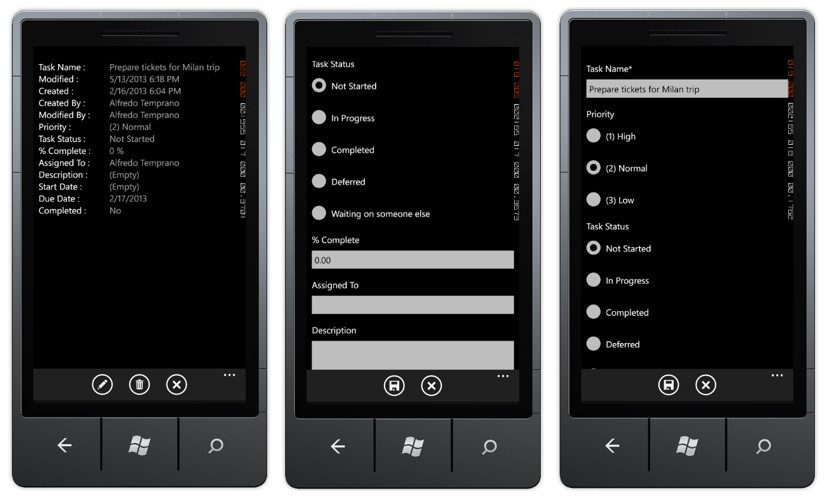 Task Name : Prepare tickets for Milan trip
Modified : 5/13/2013 6:18 PM
Created : 2/16/2013 6:04 PM
Created By : Alfredo Temprano
Modified By : Alfredo Temprano
Priority : (2) Normal
Task Status : Not Started
% Complete : 0 %
Assigned To : Alfredo Temprano
Description : (Empty)
Start Date : (Empty)
Due Date : 2/17/2013
Completed : No
Task Status
Not Started
In Progress
Completed
Deferred
Waiting on someone else
% Complete
0.00
Assigned To
Description
Task Name*
Prepare tickets for Milan trip
Priority
(1) High
(2) Normal
(3) Low
Task Status
Not Started
In Progress
Completed
Deferred